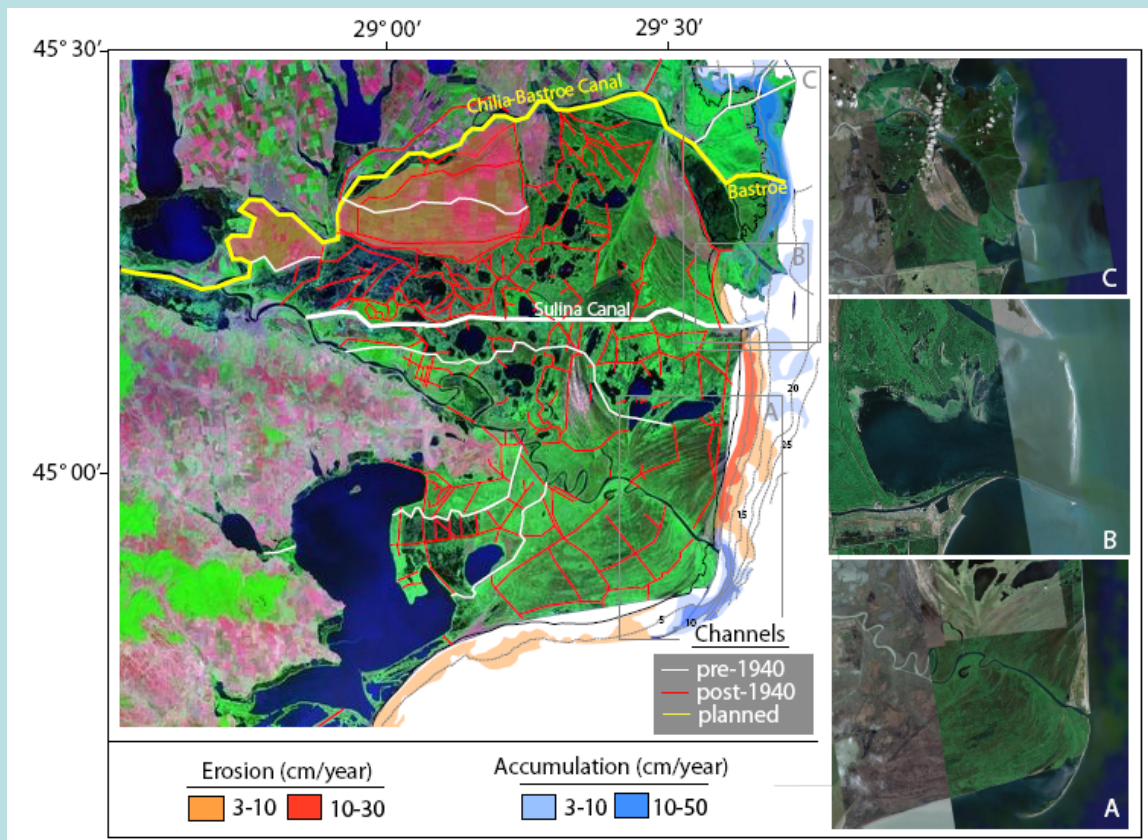 29° 00’
29° 30’
45° 30’
45° 00’
Chilia-Bastroe Canal
Bastroe
Sulina Canal
C
B
A
20
25
15
5
10
Channels
pre-1940
post-1940
planned
Erosion (cm/year)
3-10
10-30
Accumulation (cm/year)
3-10
10-50
C
B
A